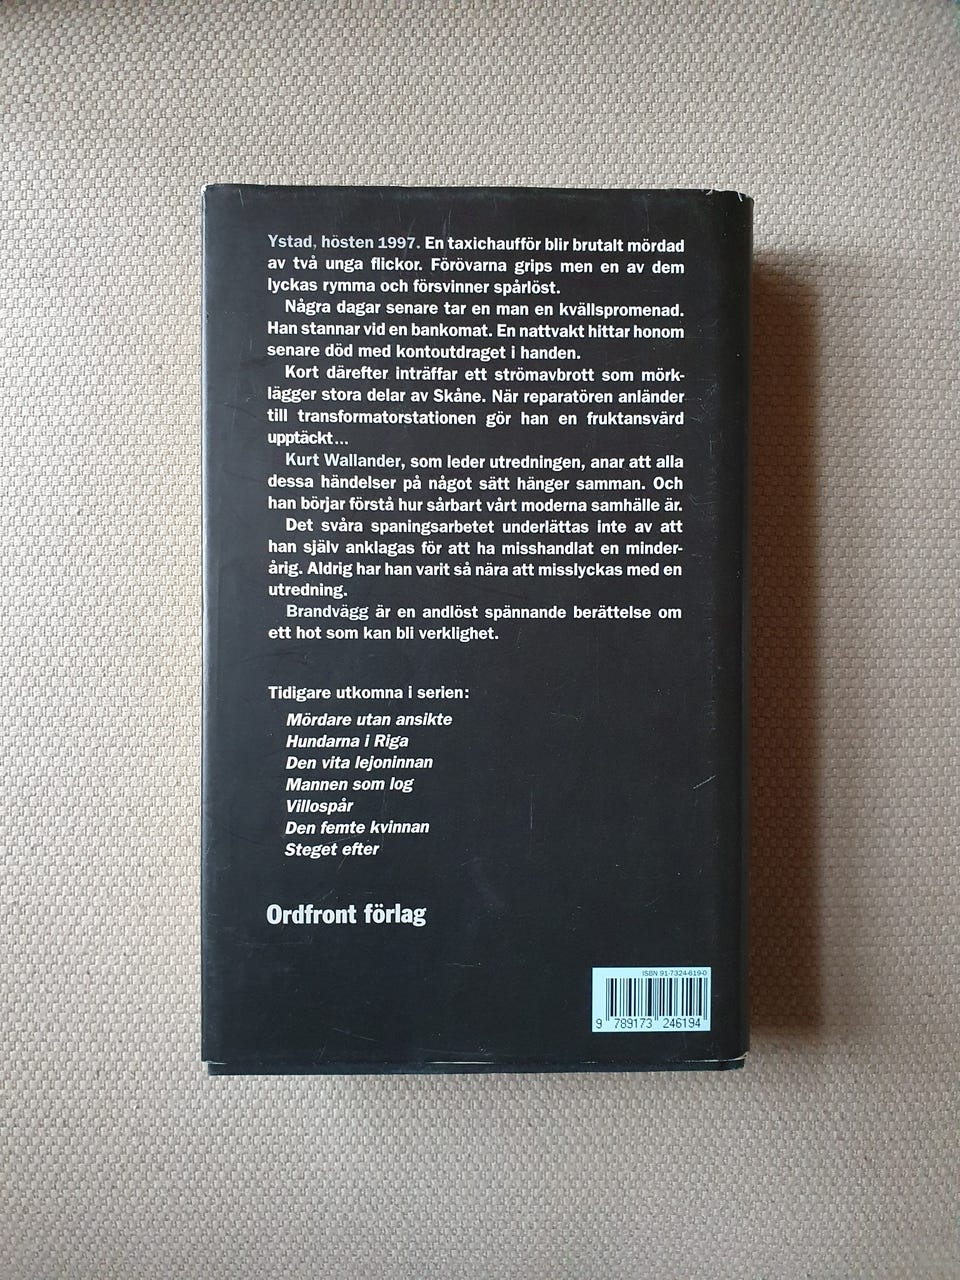 Ystad, hösten 1997. En taxichaufför blir brutalt mördad
av två unga flickor. Förövarna grips men en av dem
lyckas rymma och försvinner spårlöst.
Några dagar senare tar en man en kvällspromenad.
Han stannar vid en bankomat. En nattvakt hittar honom
senare död med kontoutdraget i handen.
Kort därefter inträffar ett strömavbrott som mörk-
lägger stora delar av Skåne. När reparatören anländer
till transformatorstationen gör han en fruktansvärd
upptäckt...
Kurt Wallander, som leder utredningen, anar att alla
dessa händelser på något sätt hänger samman. Och
han börjar förstå hur sårbart vårt moderna samhälle är.
Det svåra spaningsarbetet underlättas inte av att
han själv anklagas för att ha misshandlat en minder-
årig. Aldrig har han varit så nära att misslyckas med en
utredning.
Brandvägg är en andlöst spännande berättelse om
ett hot som kan bli verklighet.
Tidigare utkomna i serien:
Mördare utan ansikte
Hundarna i Riga
Den vita lejoninnan
Mannen som log
Villospår
Den femte kvinnan
Steget efter
Ordfront förlag
ISBN 91-7324-619-0
9 789173 246194